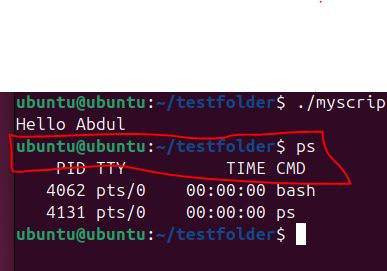 ubuntu@ubuntu:~/testfolder$ ./myscrip
Hello Abdul
ubuntu@ubuntu:~/testfolder$ ps
    PID TTY          TIME CMD
   4062 pts/0    00:00:00 bash
   4131 pts/0    00:00:00 ps
ubuntu@ubuntu:~/testfolder$